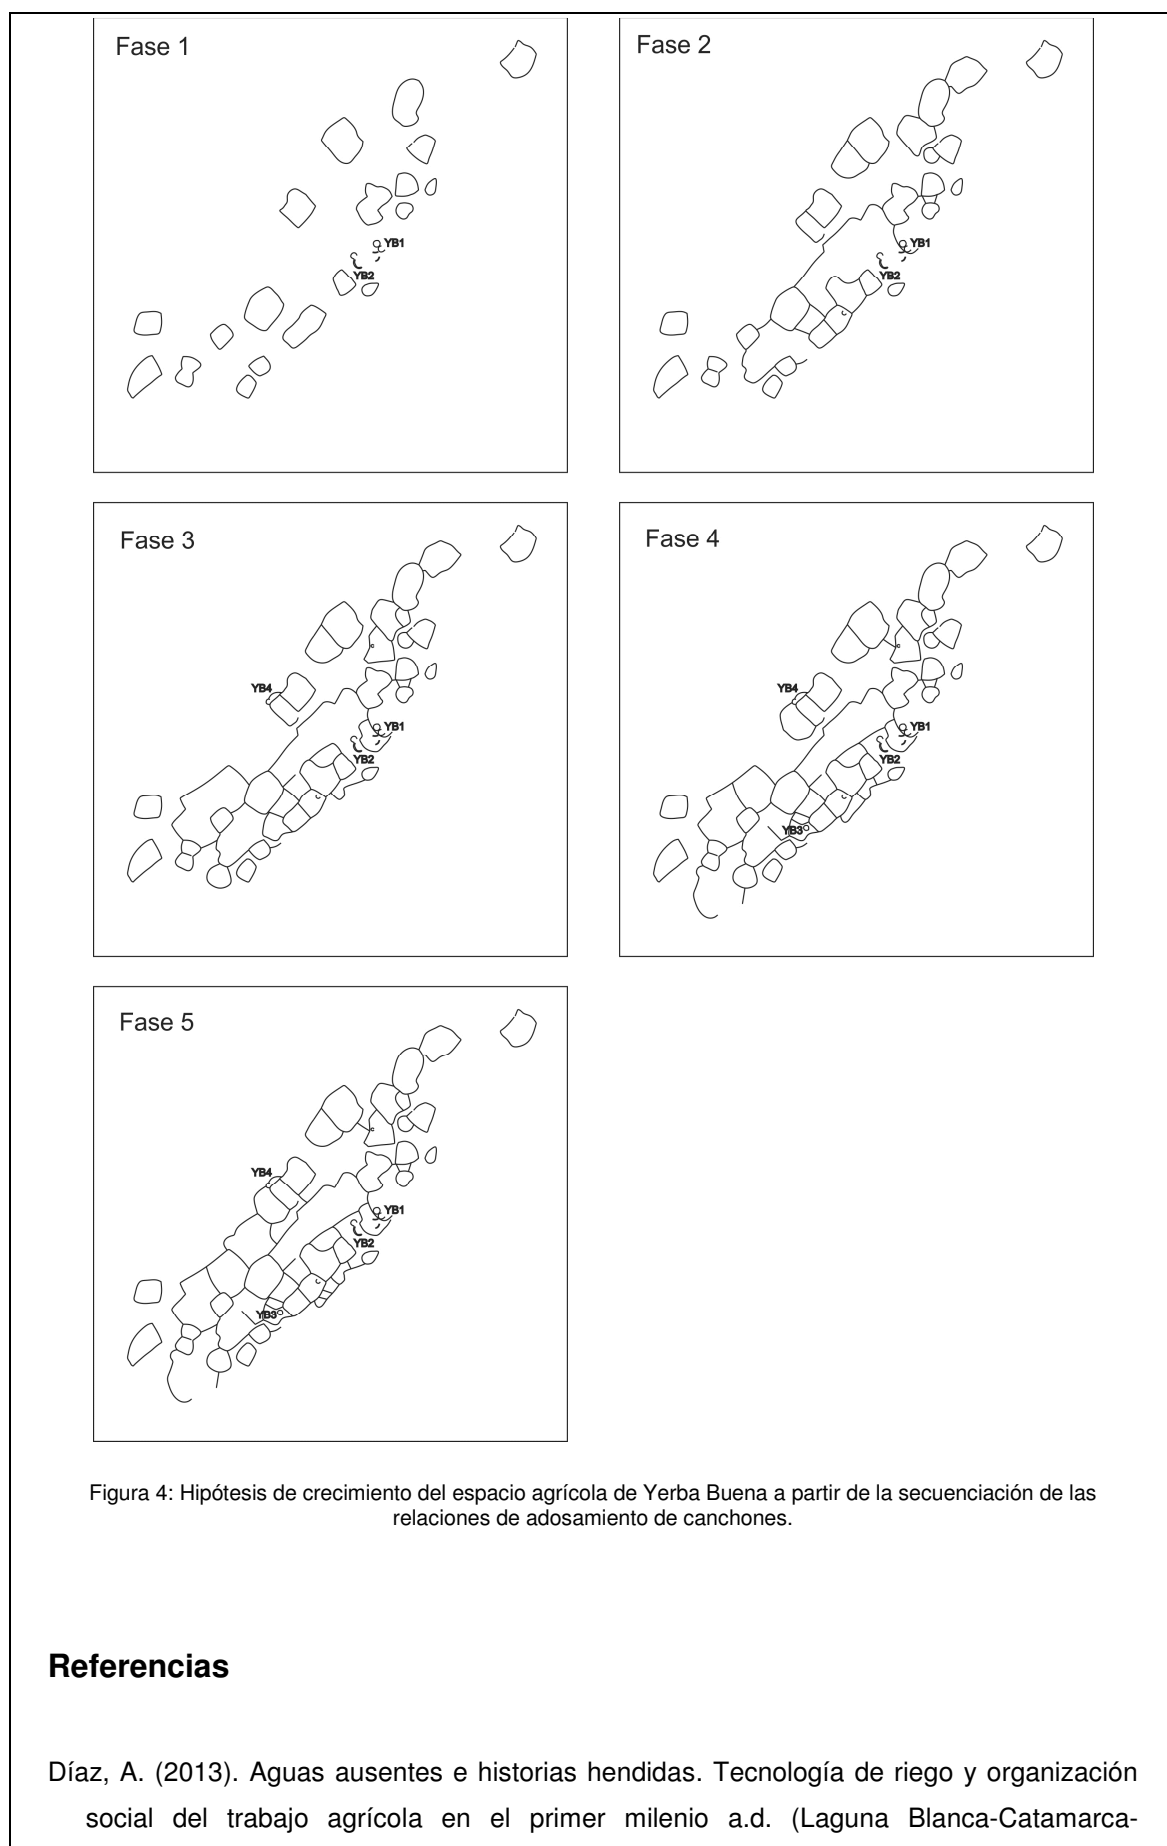 Fase 1
YB1
YB2
Fase 2
YB1
YB2
Fase 3
YB4
YB1
YB2
Fase 4
YB4
YB1
YB2
YB3
Fase 5
YB4
YB1
YB2
YB3
Figura 4: Hipótesis de crecimiento del espacio agrícola de Yerba Buena a partir de la secuenciación de las
relaciones de adosamiento de canchones.
Referencias
Díaz, A. (2013). Aguas ausentes e historias hendidas. Tecnología de riego y organización
social del trabajo agrícola en el primer milenio a.d. (Laguna Blanca-Catamarca-